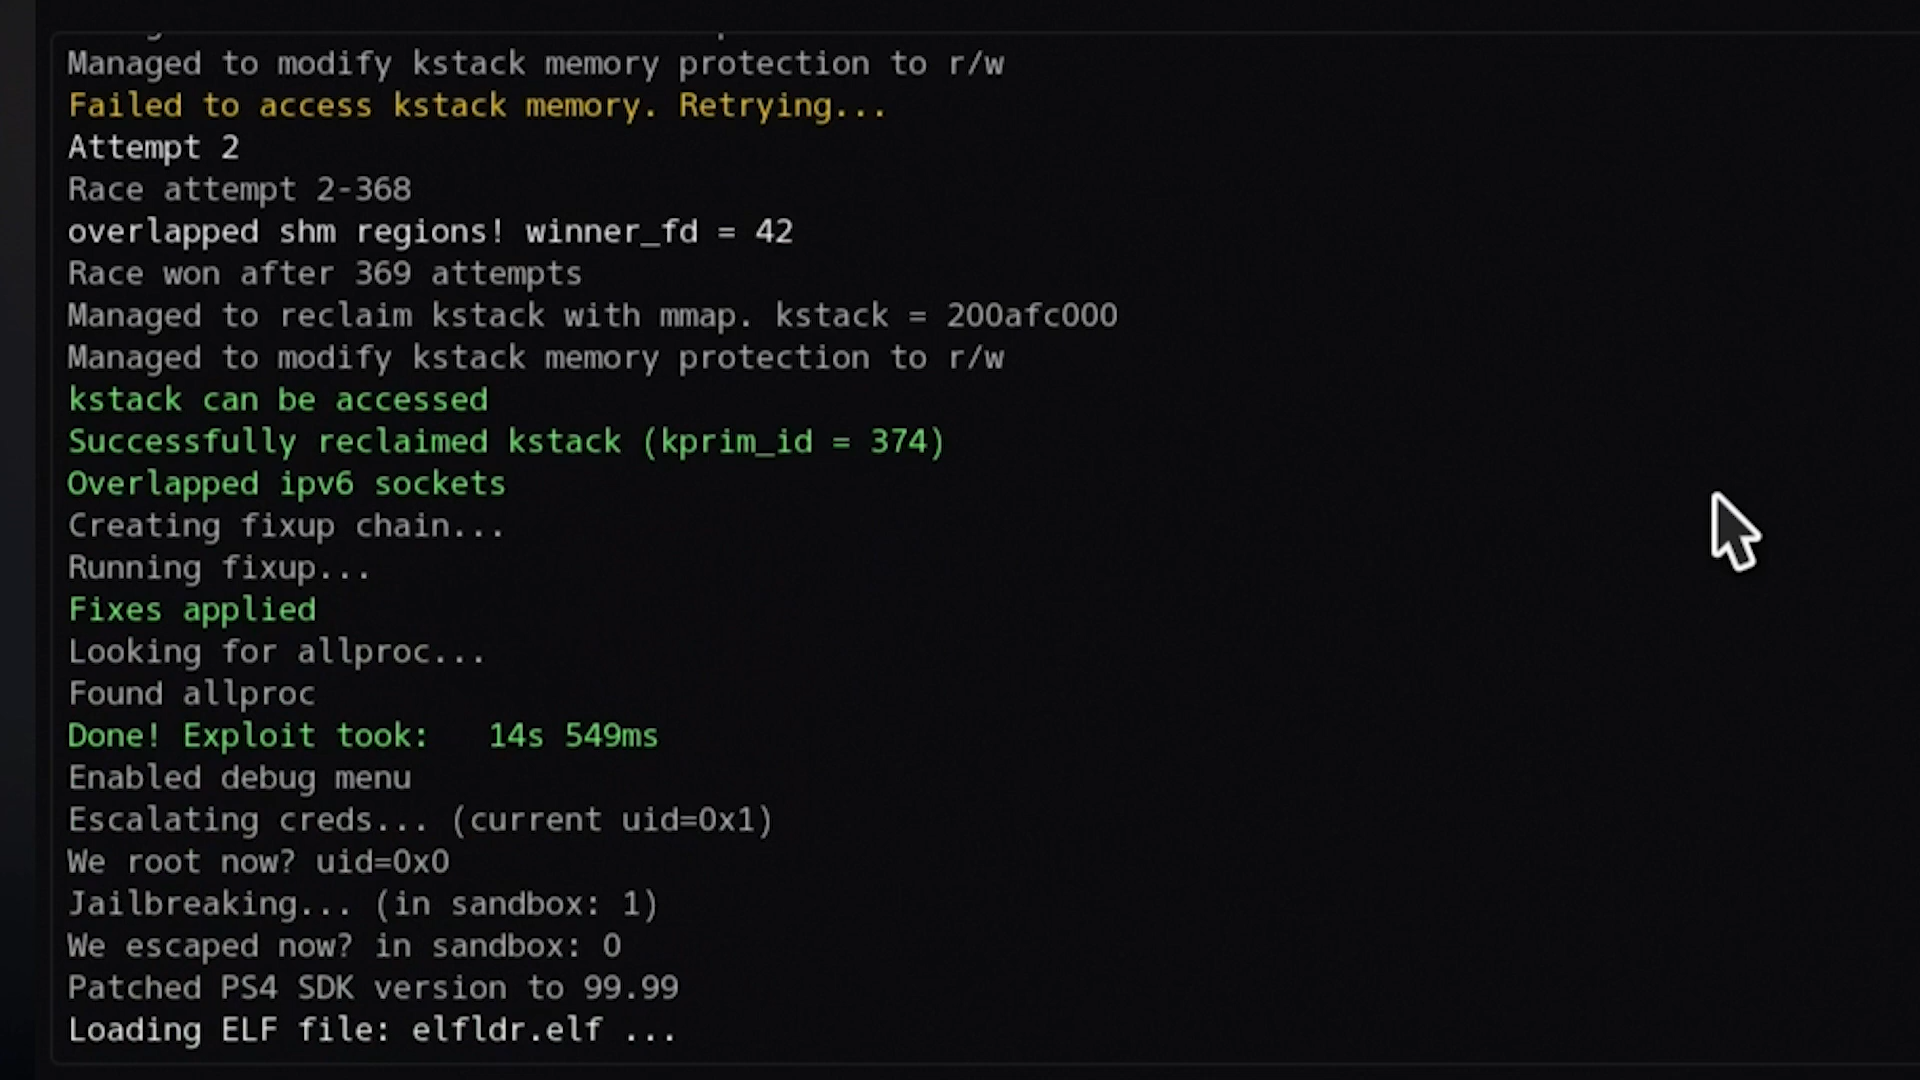 Managed to modify kstack memory protection to r/w
Failed to access kstack memory. Retrying...
Attempt 2
Race attempt 2-368
overlapped shm regions! winner_fd = 42
Race won after 369 attempts
Managed to reclaim kstack with mmap. kstack = 200afc000
Managed to modify kstack memory protection to r/w
kstack can be accessed
Successfully reclaimed kstack (kprim_id = 374)
Overlapped ipv6 sockets
Creating fixup chain...
Running fixup...
Fixes applied
Looking for allproc...
Found allproc
Done! Exploit took:   14s 549ms
Enabled debug menu
Escalating creds... (current uid=0x1)
We root now? uid=0x0
Jailbreaking... (in sandbox: 1)
We escaped now? in sandbox: 0
Patched PS4 SDK version to 99.99
Loading ELF file: elfldr.elf ...